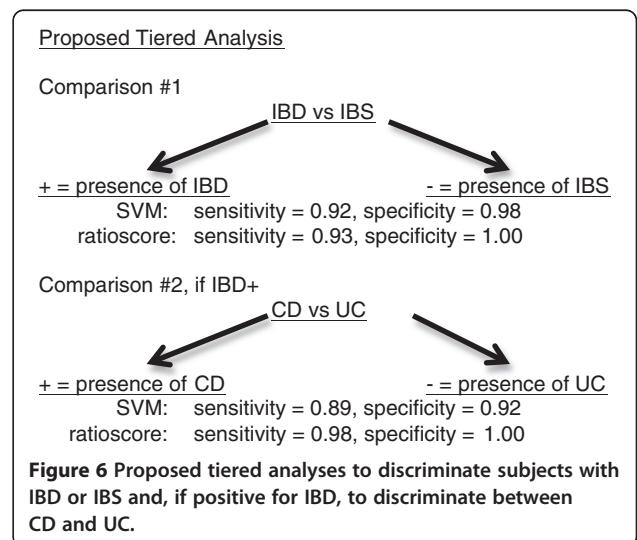 Proposed Tiered Analysis
Comparison #1
IBD vs IBS
+ = presence of IBD - = presence of IBS
SVM: sensitivity = 0.92, specificity = 0.98
ratioscore: sensitivity = 0.93, specificity = 1.00
Comparison #2, if IBD+
CD vs UC
+ = presence of CD - = presence of UC
SVM: sensitivity = 0.89, specificity = 0.92
ratioscore: sensitivity = 0.98, specificity = 1.00
Figure 6 Proposed tiered analyses to discriminate subjects with
IBD or IBS and, if positive for IBD, to discriminate between
CD and UC.